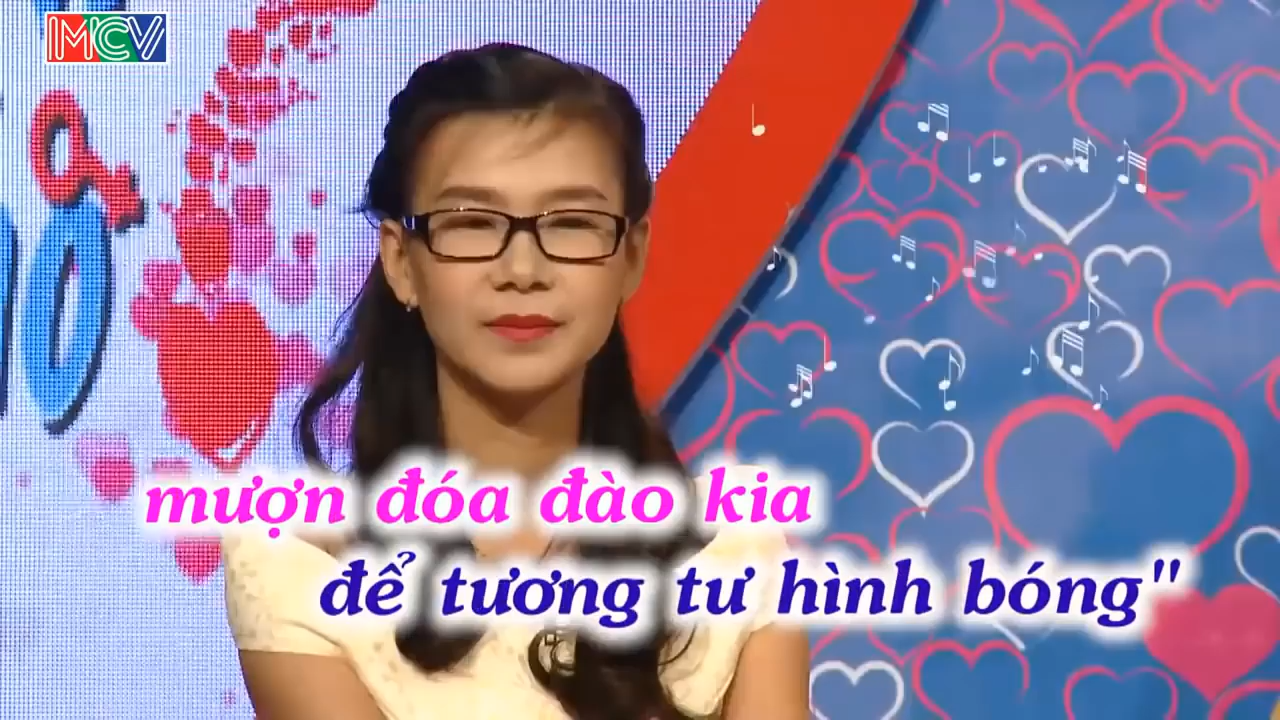 MCV
mượn đóa đào kia
để tương tư hình bóng"